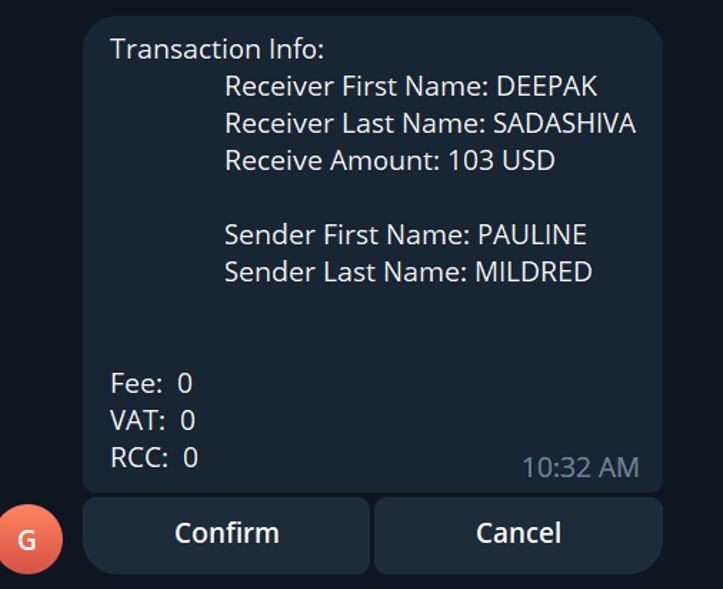 Transaction Info:
Receiver First Name: DEEPAK
Receiver Last Name: SADASHIVA
Receive Amount: 103 USD
Sender First Name: PAULINE
Sender Last Name: MILDRED
Fee: 0
VAT: 0
RCC: 0
10:32 AM
G
Confirm
Cancel